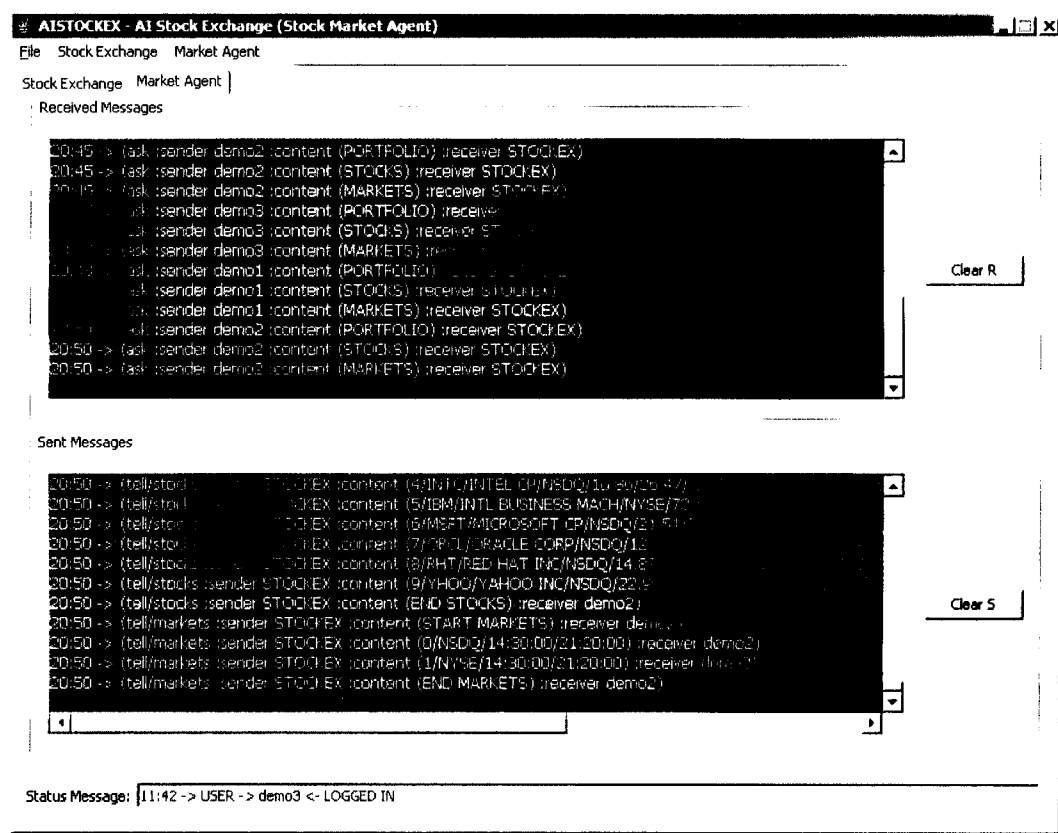 AISTOCKEX - AI Stock Exchange (Stock Market Agent)
File Stock Exchange Market Agent
Stock Exchange Market Agent
Received Messages
20:45 -> (ask :sender demo2 :content (PORTFOLIO) :receiver STOCKEX)
20:45 -> (ask :sender demo2 :content (STOCKS) :receiver STOCKEX)
20:45 -> (ask :sender demo2 :content (MARKETS) :receiver STOCKEX)
:sender demo3 :content (PORTFOLIO) :receiver
:sender demo3 :content (STOCKS) :receiver
(ask :sender demo3 :content (MARKETS)
:sender demo1 :content (PORTFOLIO)
:sender demo1 :content (STOCKS) :receiver STOCKEX)
:sender demo1 :content (MARKETS) :receiver STOCKEX)
:sender demo2 :content (PORTFOLIO) :receiver STOCKEX)
20:50 -> (ask :sender demo2 :content (STOCKS) :receiver STOCKEX)
20:50 -> (ask :sender demo2 :content (MARKETS) :receiver STOCKEX)
Clear R
Sent Messages
20:50 -> :content (4/INTC/INTEL CP/NSDQ/
20:50 -> :content (5/IBM/INTL BUSINESS MACH/NYSE/
20:50 -> :content (6/MSFT/MICROSOFT CP/NSDQ/
20:50 -> :content (7/ORCL/ORACLE CORP/NSDQ/
20:50 -> :content (8/RHT/RED HAT INC/NSDQ/
20:50 -> (tell/stocks :sender STOCKEX :content (9/YHOO/YAHOO INC/NSDQ/
20:50 -> (tell/stocks :sender STOCKEX :content (END STOCKS) :receiver demo2)
20:50 -> (tell/markets :sender STOCKEX :content (START MARKETS) :receiver
20:50 -> (tell/markets :sender STOCKEX :content (0/NSDQ/14:30:00/21:20:00) :receiver demo2)
20:50 -> (tell/markets :sender STOCKEX :content (1/NYSE/14:30:00/21:20:00) :receiver demo2)
20:50 -> (tell/markets :sender STOCKEX :content (END MARKETS) :receiver demo2)
Clear S
Status Message: 11:42 -> USER -> demo3 <- LOGGED IN